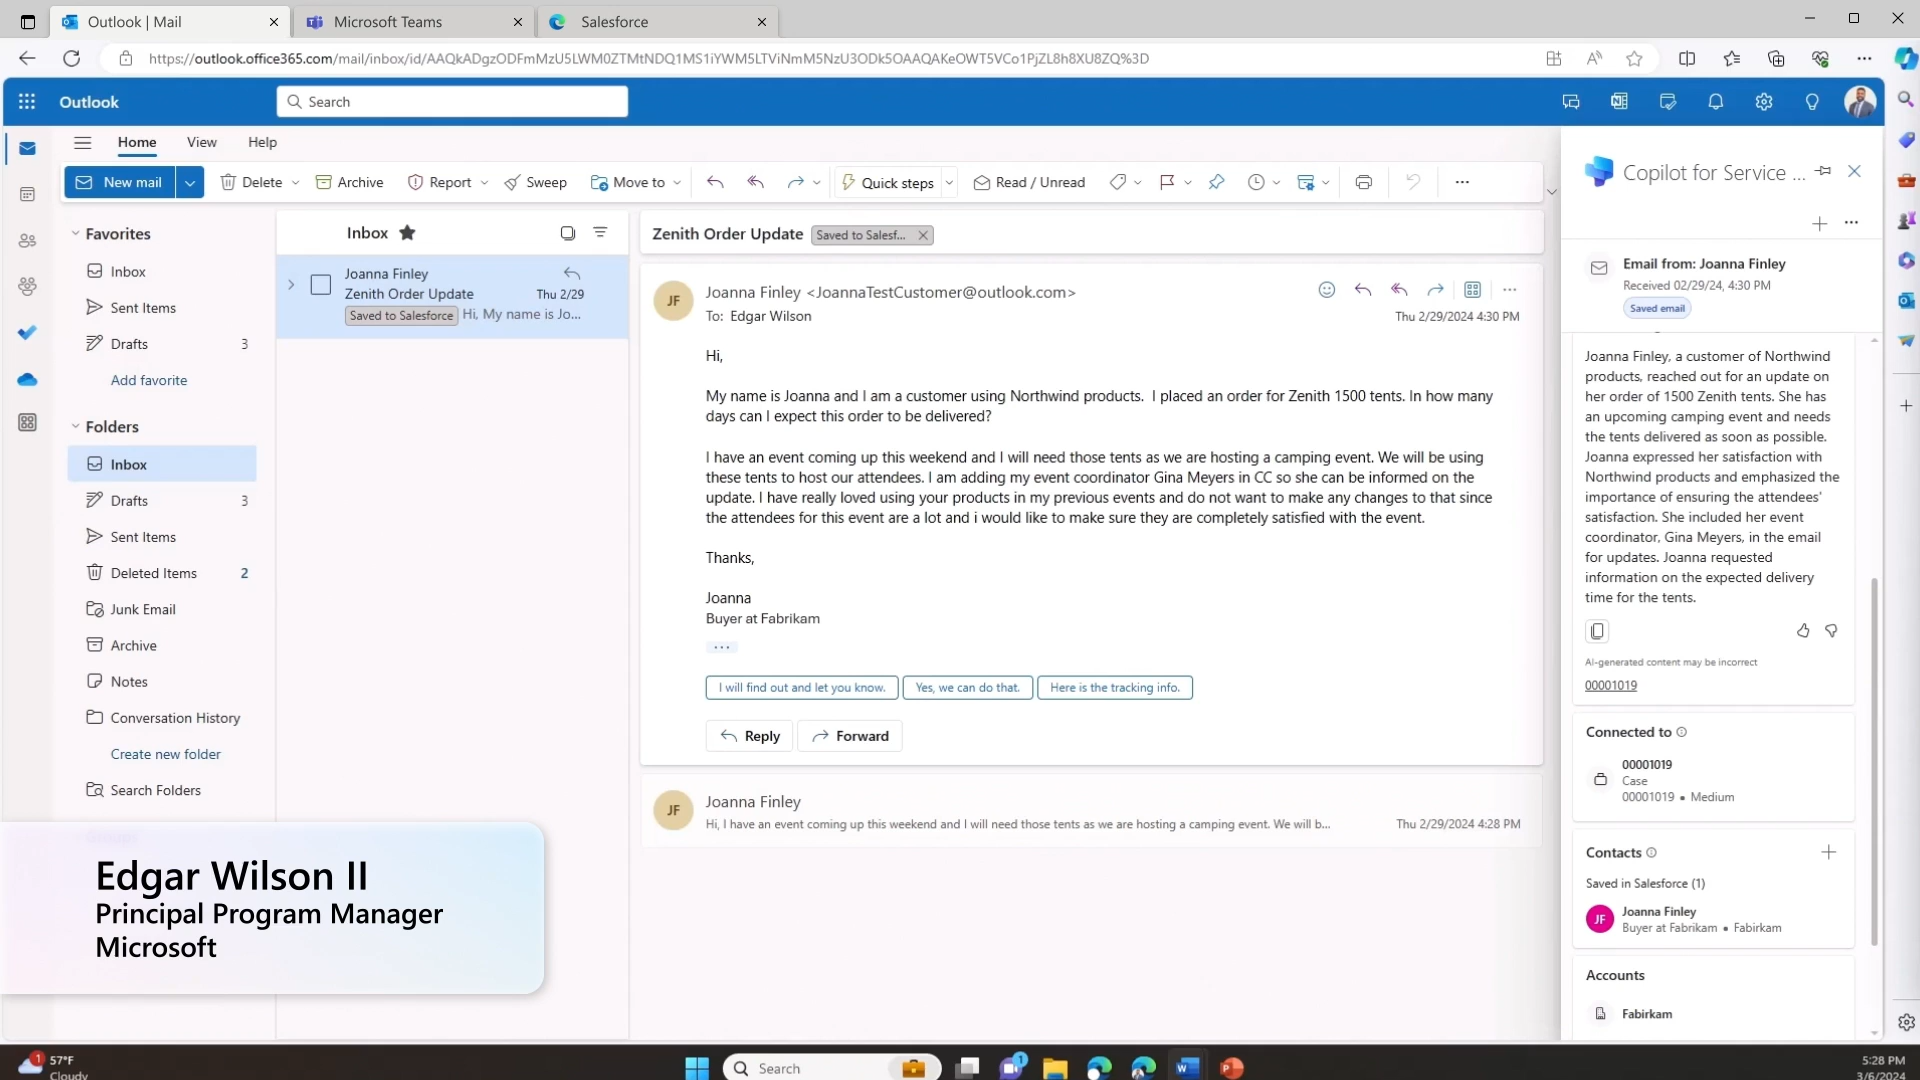 Outlook | Mail
Microsoft Teams
Salesforce
https://outlook.office365.com/mail/inbox/id/AAQkADgzODFmMzU5LWM0ZTMtNDQ1MS1iYWM5LTViNmM5NzU3ODk5OAAQAKeOWT5VCo1PjZL8h8XU8ZQ%3D
Outlook
Search
Home
View
Help
New mail
Delete
Archive
Report
Sweep
Move to
Quick steps
Read / Unread
Favorites
Inbox
Sent Items
Drafts 3
Add favorite
Folders
Inbox
Drafts 3
Sent Items
Deleted Items 2
Junk Email
Archive
Notes
Conversation History
Create new folder
Search Folders
Inbox
Joanna Finley
Zenith Order Update Thu 2/29
Saved to Salesforce Hi, My name is Jo...
Zenith Order Update Saved to Salesf...
JF
Joanna Finley <JoannaTestCustomer@outlook.com>
To: Edgar Wilson
Thu 2/29/2024 4:30 PM
Hi,
My name is Joanna and I am a customer using Northwind products. I placed an order for Zenith 1500 tents. In how many
days can I expect this order to be delivered?
I have an event coming up this weekend and I will need those tents as we are hosting a camping event. We will be using
these tents to host our attendees. I am adding my event coordinator Gina Meyers in CC so she can be informed on the
update. I have really loved using your products in my previous events and do not want to make any changes to that since
the attendees for this event are a lot and i would like to make sure they are completely satisfied with the event.
Thanks,
Joanna
Buyer at Fabrikam
...
I will find out and let you know.
Yes, we can do that.
Here is the tracking info.
Reply
Forward
JF
Joanna Finley
Hi, I have an event coming up this weekend and I will need those tents as we are hosting a camping event. We will b...
Thu 2/29/2024 4:28 PM
Copilot for Service ...
Email from: Joanna Finley
Received 02/29/24, 4:30 PM
Saved email
Joanna Finley, a customer of Northwind
products, reached out for an update on
her order of 1500 Zenith tents. She has
an upcoming camping event and needs
the tents delivered as soon as possible.
Joanna expressed her satisfaction with
Northwind products and emphasized the
importance of ensuring the attendees'
satisfaction. She included her event
coordinator, Gina Meyers, in the email
for updates. Joanna requested
information on the expected delivery
time for the tents.
AI-generated content may be incorrect
00001019
Connected to
00001019
Case
00001019 • Medium
Contacts
Saved in Salesforce (1)
JF
Joanna Finley
Buyer at Fabrikam • Fabirkam
Accounts
Fabirkam
Edgar Wilson II
Principal Program Manager
Microsoft
1
57°F
Cloudy
Search
1
5:28 PM
3/6/2024